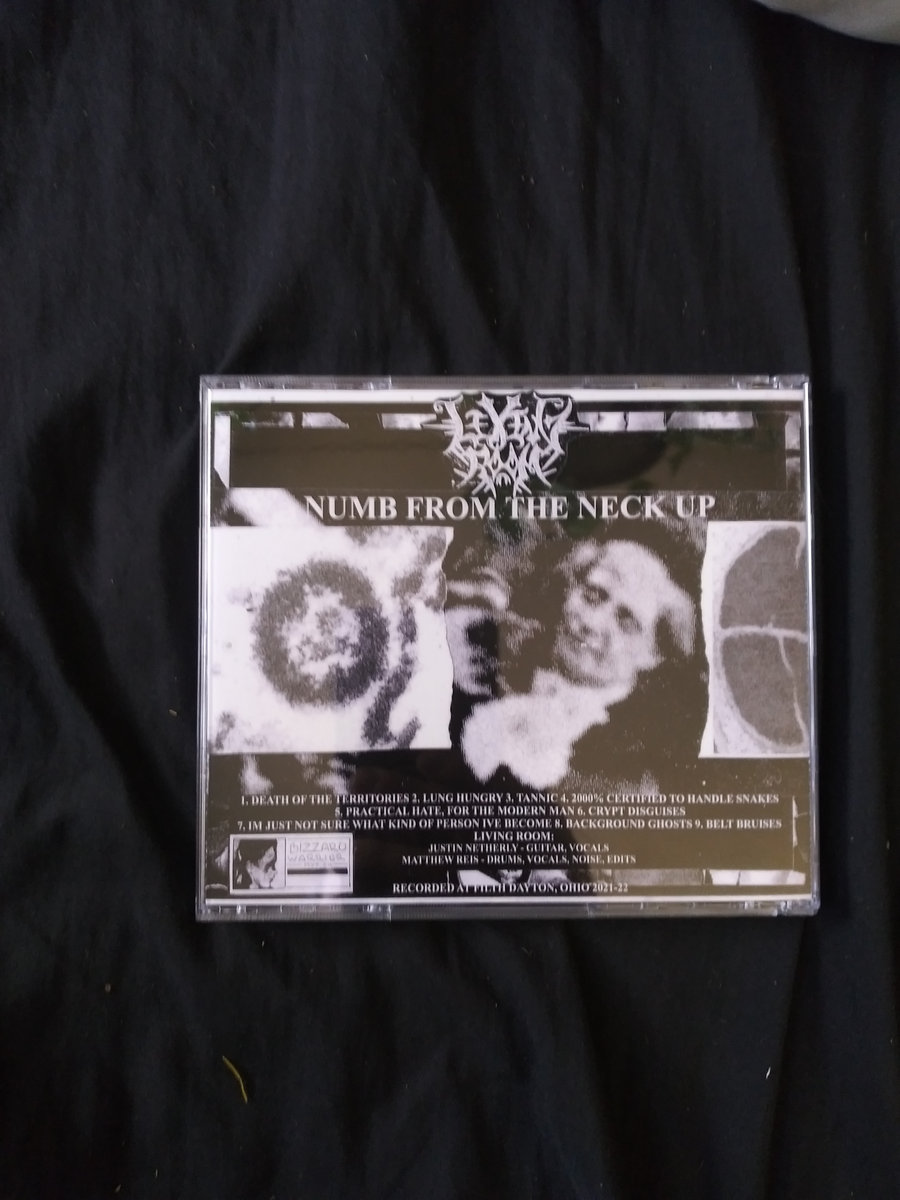 LIVING
ROOM
NUMB FROM THE NECK UP
1. DEATH OF THE TERRITORIES 2. LUNG HUNGRY 3. TANNIC 4. 2000% CERTIFIED TO HANDLE SNAKES
5. PRACTICAL HATE, FOR THE MODERN MAN 6. CRYPT DISGUISES
7. IM JUST NOT SURE WHAT KIND OF PERSON IVE BECOME 8. BACKGROUND GHOSTS 9. BELT BRUISES
LIVING ROOM:
JUSTIN NETHERLY - GUITAR, VOCALS
MATTHEW REIS - DRUMS, VOCALS, NOISE, EDITS
BIZZARO
WARRIOR
RECORDED AT FILTH DAYTON, OHIO 2021-22